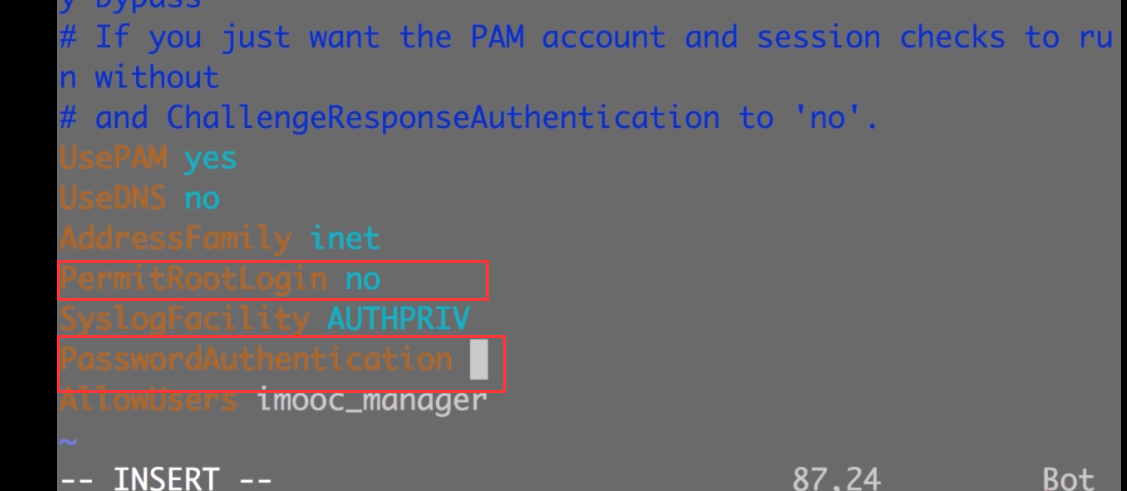 y bypass
# If you just want the PAM account and session checks to ru
n without
# and ChallengeResponseAuthentication to 'no'.
UsePAM yes
UseDNS no
AddressFamily inet
PermitRootLogin no
SyslogFacility AUTHPRIV
PasswordAuthentication
AllowUsers imooc_manager
~
-- INSERT -- 87,24 Bot